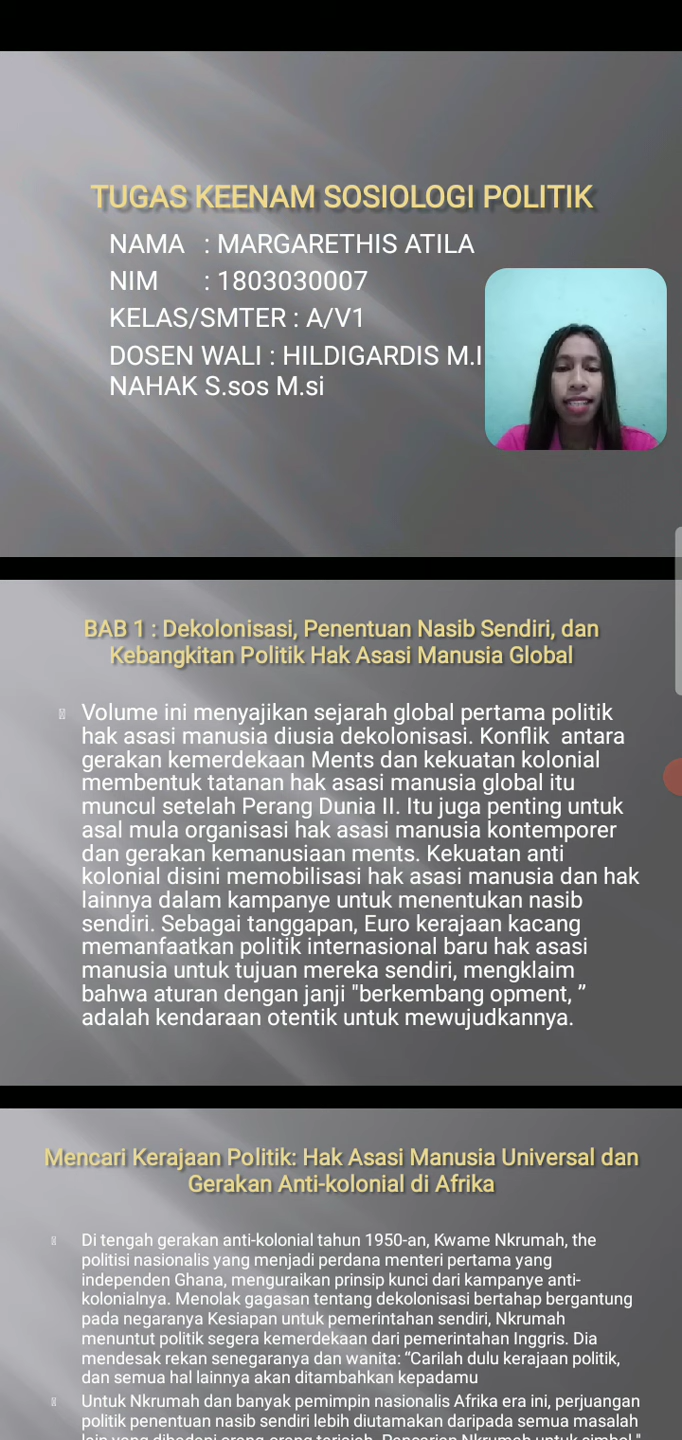 TUGAS KEENAM SOSIOLOGI POLITIK
NAMA : MARGARETHIS ATILA
NIM : 1803030007
KELAS/SMTER : A/V1
DOSEN WALI : HILDIGARDIS M.I
NAHAK S.sos M.si
BAB 1 : Dekolonisasi, Penentuan Nasib Sendiri, dan
Kebangkitan Politik Hak Asasi Manusia Global
Volume ini menyajikan sejarah global pertama politik
hak asasi manusia diusia dekolonisasi. Konflik antara
gerakan kemerdekaan Ments dan kekuatan kolonial
membentuk tatanan hak asasi manusia global itu
muncul setelah Perang Dunia II. Itu juga penting untuk
asal mula organisasi hak asasi manusia kontemporer
dan gerakan kemanusiaan ments. Kekuatan anti
kolonial disini memobilisasi hak asasi manusia dan hak
lainnya dalam kampanye untuk menentukan nasib
sendiri. Sebagai tanggapan, Euro kerajaan kacang
memanfaatkan politik internasional baru hak asasi
manusia untuk tujuan mereka sendiri, mengklaim
bahwa aturan dengan janji "berkembang opment, ”
adalah kendaraan otentik untuk mewujudkannya.
Mencari Kerajaan Politik: Hak Asasi Manusia Universal dan
Gerakan Anti-kolonial di Afrika
Di tengah gerakan anti-kolonial tahun 1950-an, Kwame Nkrumah, the
politisi nasionalis yang menjadi perdana menteri pertama yang
independen Ghana, menguraikan prinsip kunci dari kampanye anti-
kolonialnya. Menolak gagasan tentang dekolonisasi bertahap bergantung
pada negaranya Kesiapan untuk pemerintahan sendiri, Nkrumah
menuntut politik segera kemerdekaan dari pemerintahan Inggris. Dia
mendesak rekan senegaranya dan wanita: “Carilah dulu kerajaan politik,
dan semua hal lainnya akan ditambahkan kepadamu
Untuk Nkrumah dan banyak pemimpin nasionalis Afrika era ini, perjuangan
politik penentuan nasib sendiri lebih diutamakan daripada semua masalah
lain yang dihadapi orang-orang terjajah. Pencarian Nkrumah untuk simbol "